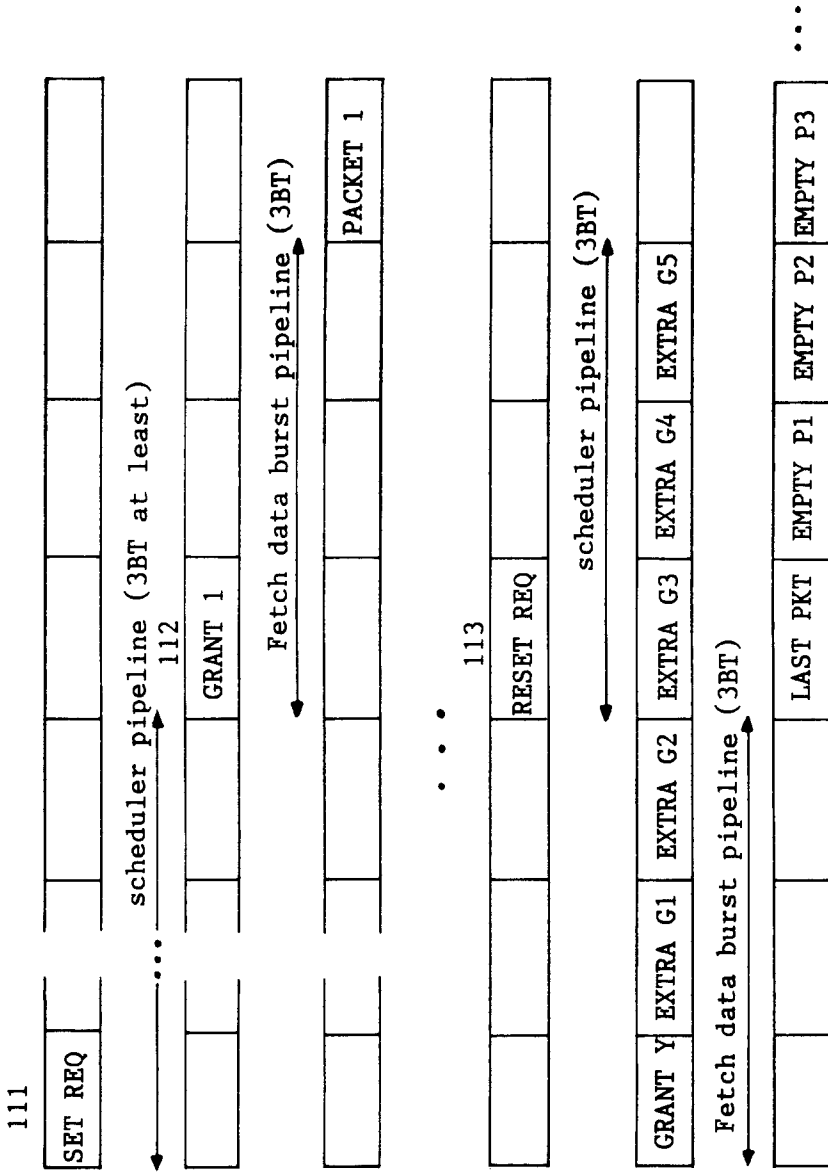 111
SET REQ
scheduler pipeline (3BT at least)
...
112
GRANT 1
Fetch data burst pipeline (3BT)
PACKET 1
...
113
RESET REQ
scheduler pipeline (3BT)
GRANT Y EXTRA G1 EXTRA G2 EXTRA G3 EXTRA G4 EXTRA G5
Fetch data burst pipeline (3BT)
LAST PKT EMPTY P1 EMPTY P2 EMPTY P3
...